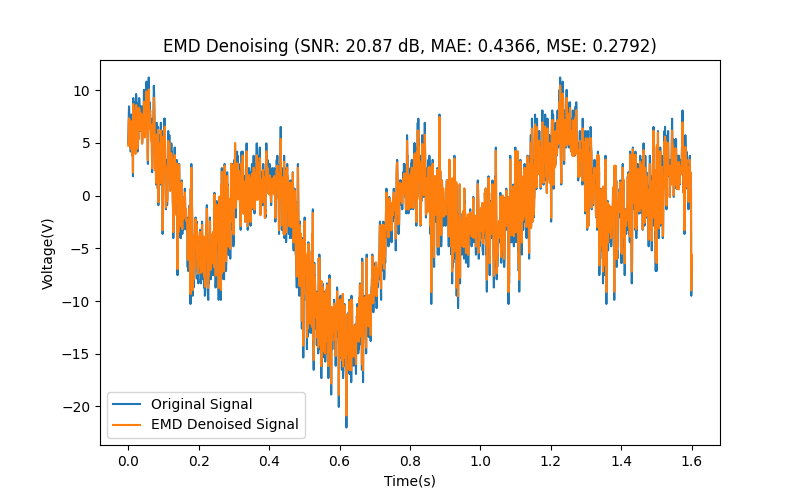 EMD Denoising (SNR: 20.87 dB, MAE: 0.4366, MSE: 0.2792)
10
5
0
−5
−10
−15
−20
Voltage(V)
Original Signal
EMD Denoised Signal
0.0 0.2 0.4 0.6 0.8 1.0 1.2 1.4 1.6
Time(s)